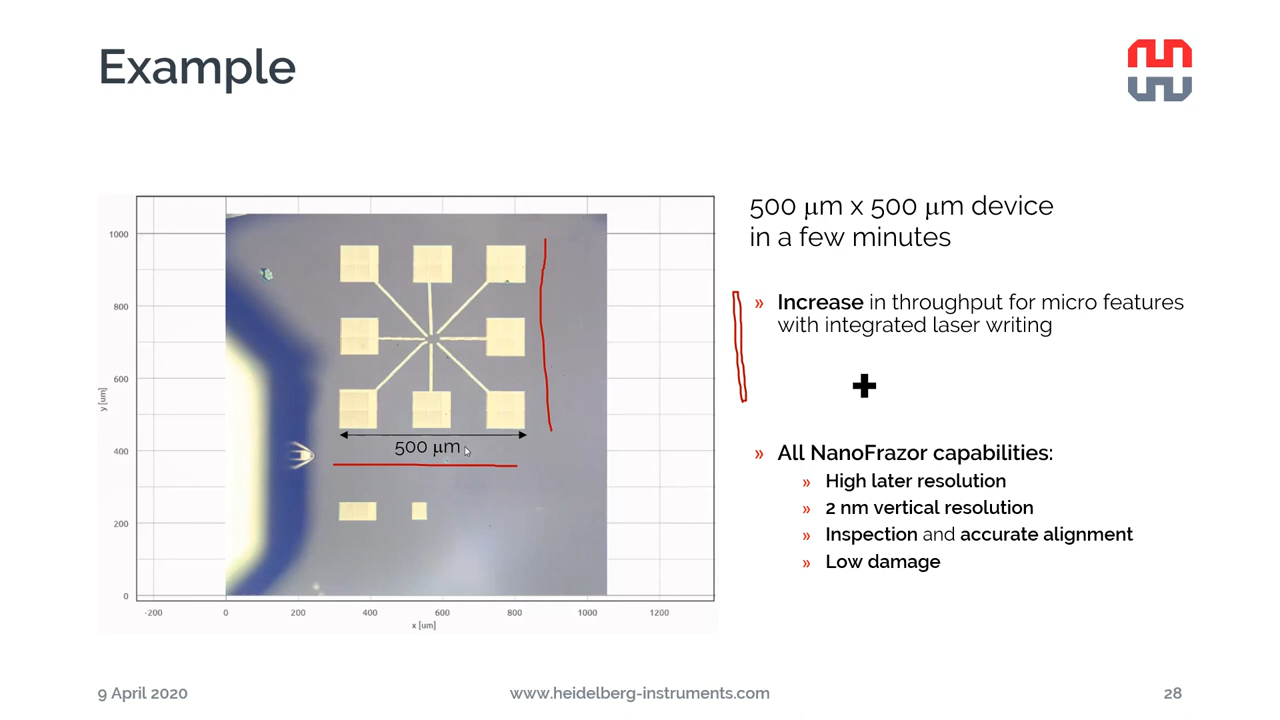 Example
500 μm x 500 μm device
in a few minutes
» Increase in throughput for micro features
with integrated laser writing
+
» All NanoFrazor capabilities:
» High later resolution
» 2 nm vertical resolution
» Inspection and accurate alignment
» Low damage
y [um]
1000
800
600
400
200
0
500 μm
-200 0 200 400 600 800 1000 1200
x [um]
9 April 2020
www.heidelberg-instruments.com
28